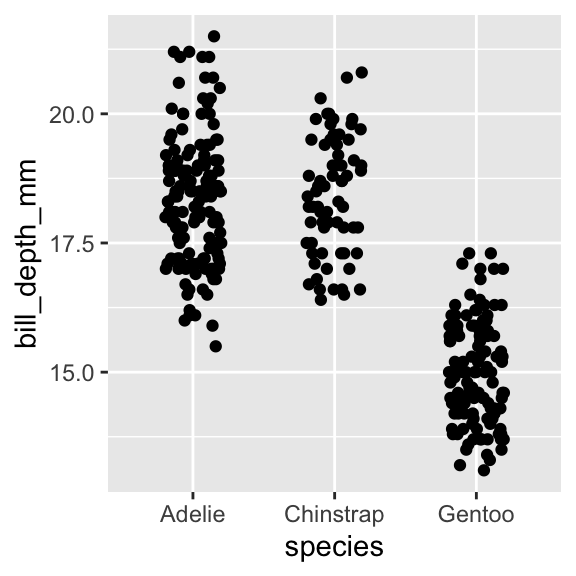 20.0
17.5
15.0
bill_depth_mm
Adelie Chinstrap Gentoo
species